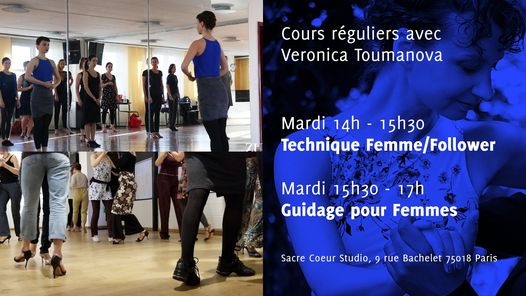 Cours réguliers avec
Veronica Toumanova
Mardi 14h - 15h30
Technique Femme/Follower
Mardi 15h30 - 17h
Guidage pour Femmes
Sacre Coeur Studio, 9 rue Bachelet 75018 Paris